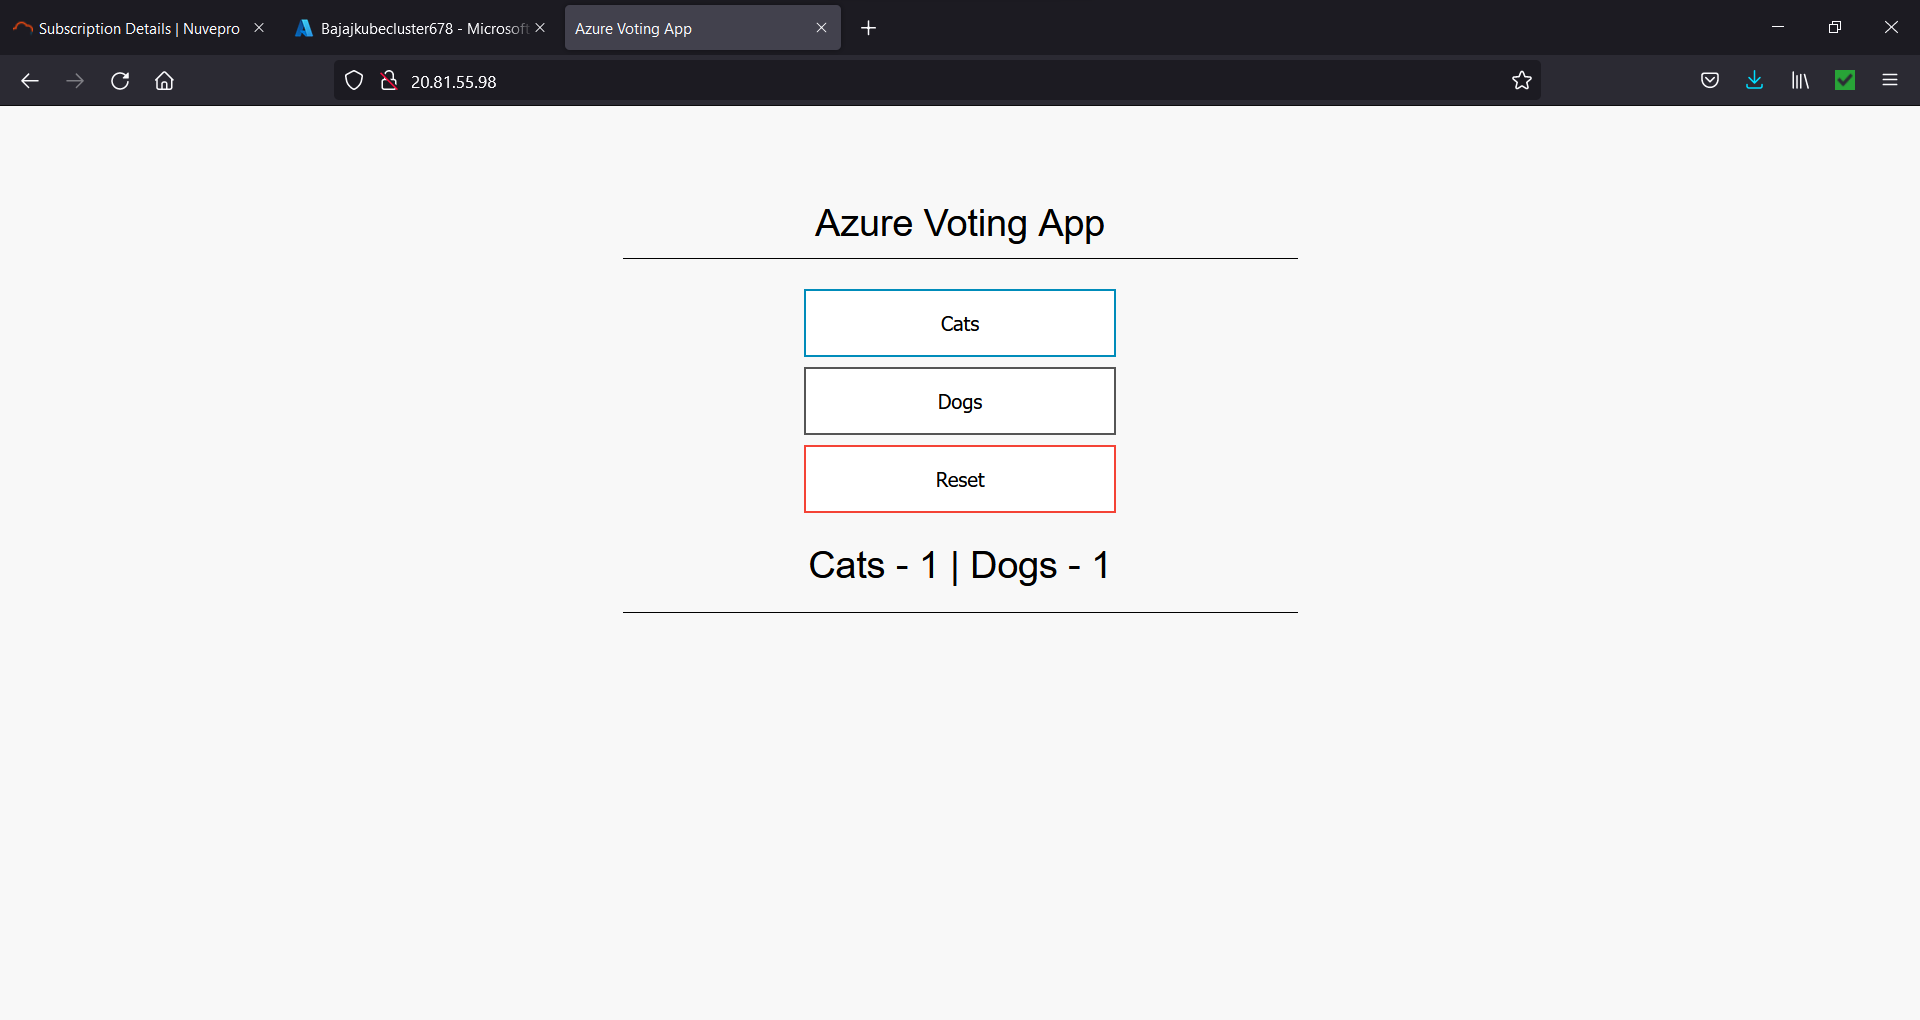 Subscription Details | Nuvepro
Bajajkubecluster678 - Microsoft
Azure Voting App
20.81.55.98
Azure Voting App
Cats
Dogs
Reset
Cats - 1 | Dogs - 1